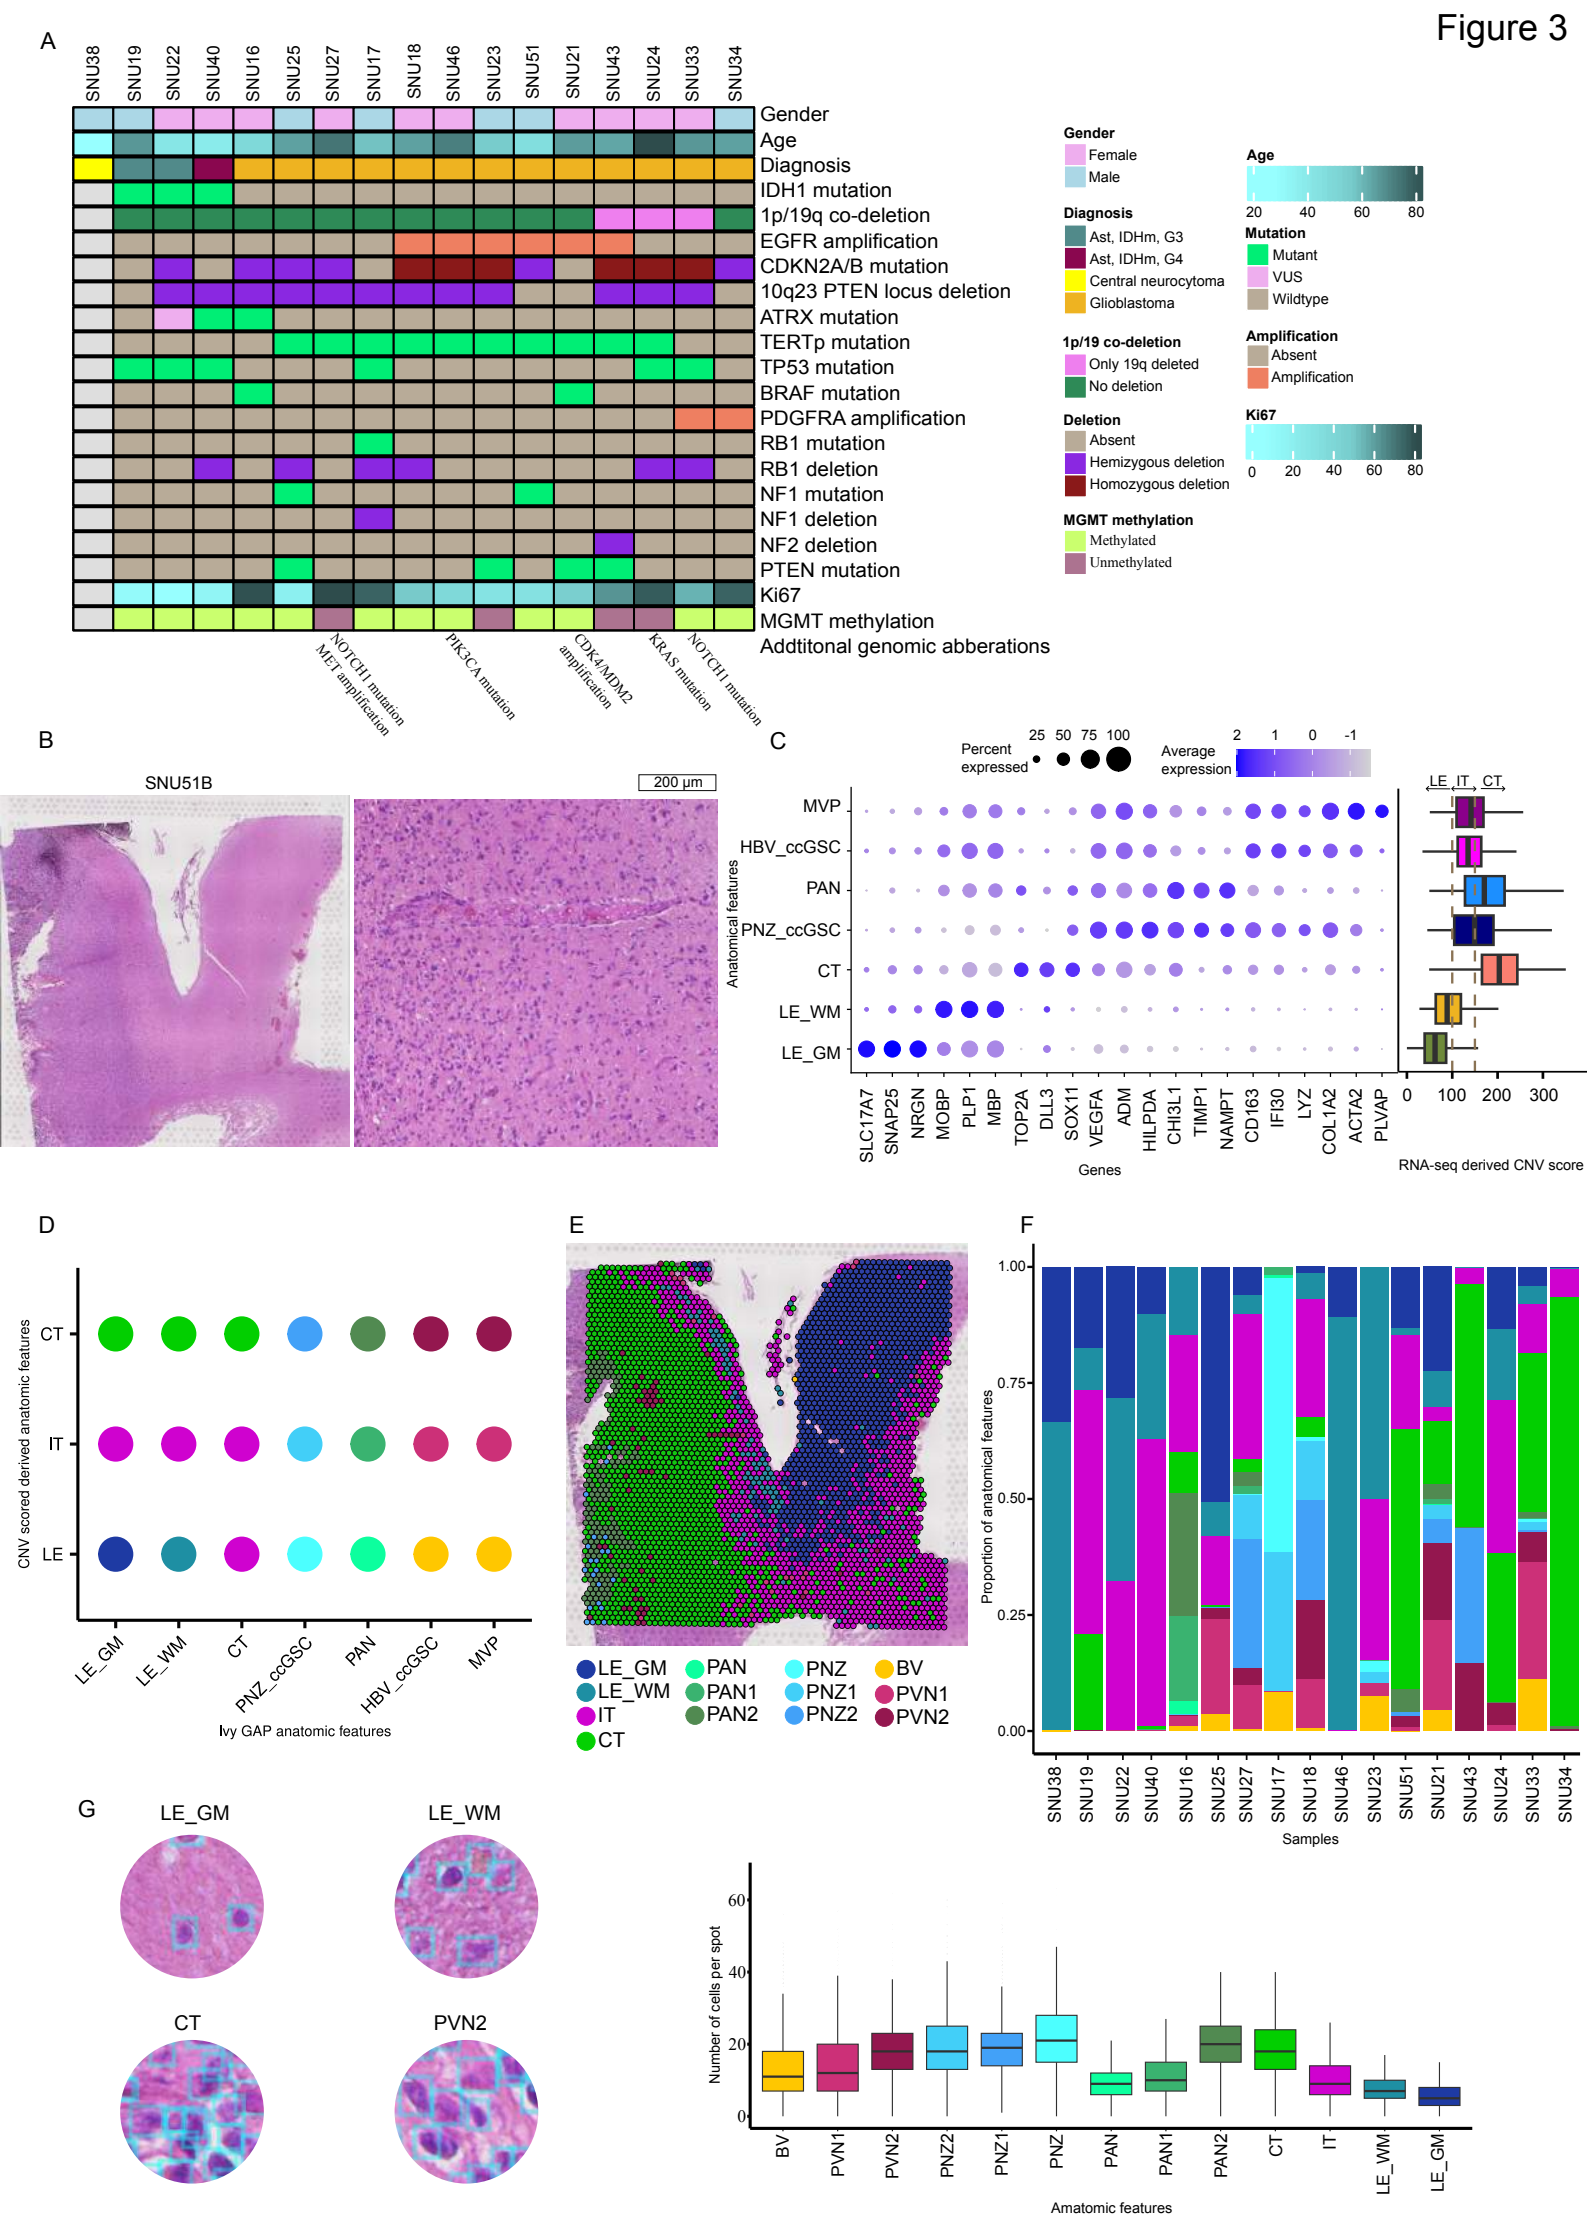 Figure 3
A
SNU38
SNU19
SNU22
SNU40
SNU16
SNU25
SNU27
SNU17
SNU18
SNU46
SNU23
SNU51
SNU21
SNU43
SNU24
SNU33
SNU34
Gender
Age
Diagnosis
IDH1 mutation
1p/19q co-deletion
EGFR amplification
CDKN2A/B mutation
10q23 PTEN locus deletion
ATRX mutation
TERTp mutation
TP53 mutation
BRAF mutation
PDGFRA amplification
RB1 mutation
RB1 deletion
NF1 mutation
NF1 deletion
NF2 deletion
PTEN mutation
Ki67
MGMT methylation
Addtitonal genomic abberations
NOTCH1 mutation
MET amplification
PIK3CA mutation
CDK4/MDM2
amplification
KRAS mutation
NOTCH1 mutation
Gender
Female
Male
Diagnosis
Ast, IDHm, G3
Ast, IDHm, G4
Central neurocytoma
Glioblastoma
1p/19 co-deletion
Only 19q deleted
No deletion
Deletion
Absent
Hemizygous deletion
Homozygous deletion
MGMT methylation
Methylated
Unmethylated
Age
20 40 60 80
Mutation
Mutant
VUS
Wildtype
Amplification
Absent
Amplification
Ki67
0 20 40 60 80
B
SNU51B
200 µm
C
Percent
expressed
25 50 75 100
Average
expression
2 1 0 -1
Anatomical features
MVP
HBV_ccGSC
PAN
PNZ_ccGSC
CT
LE_WM
LE_GM
SLC17A7
SNAP25
NRGN
MOBP
PLP1
MBP
TOP2A
DLL3
SOX11
VEGFA
ADM
HILPDA
CHI3L1
TIMP1
NAMPT
CD163
IFI30
LYZ
COL1A2
ACTA2
PLVAP
Genes
LE IT CT
0 100 200 300
RNA-seq derived CNV score
D
CNV scored derived anatomic features
CT
IT
LE
LE_GM
LE_WM
CT
PNZ_ccGSC
PAN
HBV_ccGSC
MVP
Ivy GAP anatomic features
E
LE_GM
LE_WM
IT
CT
PAN
PAN1
PAN2
PNZ
PNZ1
PNZ2
BV
PVN1
PVN2
F
Proportion of anatomical features
1.00
0.75
0.50
0.25
0.00
SNU38
SNU19
SNU22
SNU40
SNU16
SNU25
SNU27
SNU17
SNU18
SNU46
SNU23
SNU51
SNU21
SNU43
SNU24
SNU33
SNU34
Samples
G
LE_GM
LE_WM
CT
PVN2
Number of cells per spot
60
40
20
0
BV
PVN1
PVN2
PNZ2
PNZ1
PNZ
PAN
PAN1
PAN2
CT
IT
LE_WM
LE_GM
Amatomic features